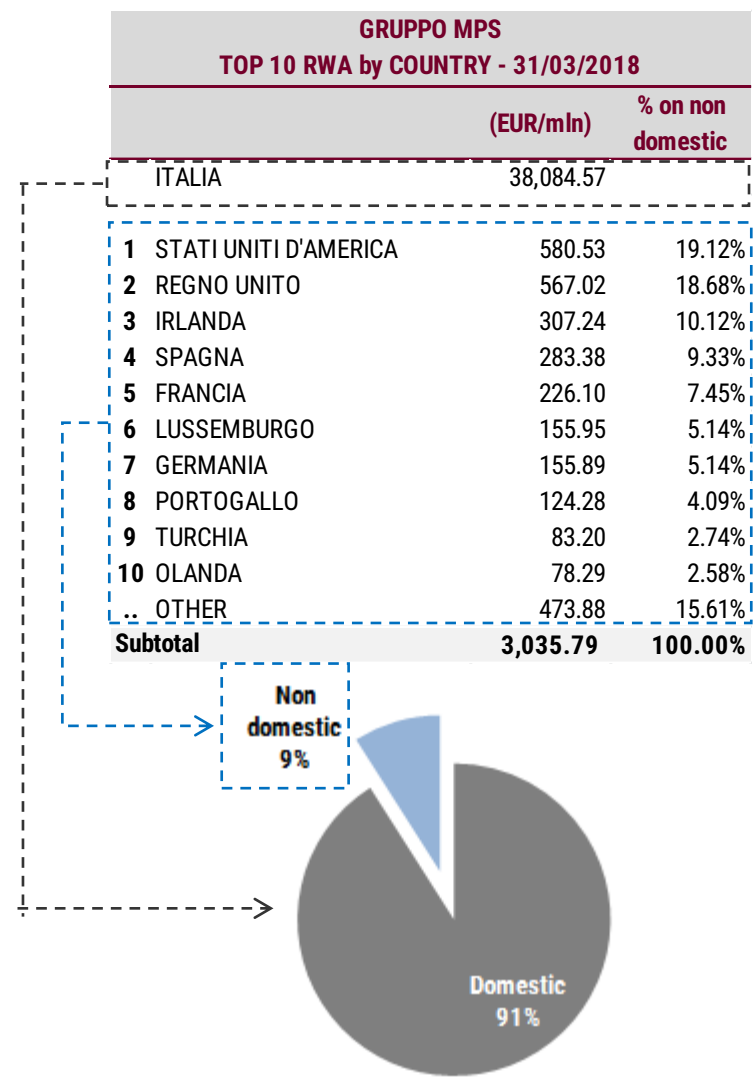 GRUPPO MPS
TOP 10 RWA by COUNTRY - 31/03/2018
(EUR/mln) % on non domestic
ITALIA 38,084.57
1 STATI UNITI D'AMERICA 580.53 19.12%
2 REGNO UNITO 567.02 18.68%
3 IRLANDA 307.24 10.12%
4 SPAGNA 283.38 9.33%
5 FRANCIA 226.10 7.45%
6 LUSSEMBURGO 155.95 5.14%
7 GERMANIA 155.89 5.14%
8 PORTOGALLO 124.28 4.09%
9 TURCHIA 83.20 2.74%
10 OLANDA 78.29 2.58%
.. OTHER 473.88 15.61%
Subtotal 3,035.79 100.00%
Non
domestic
9%
Domestic
91%